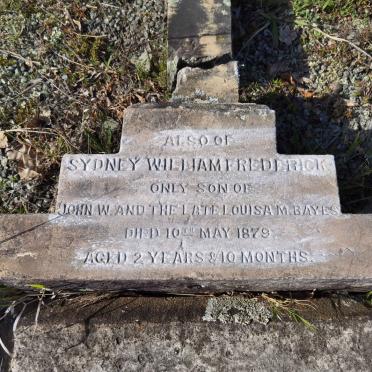 ALSO OF
SYDNEY WILLIAM FREDERICK
ONLY SON OF
JOHN W. AND THE LATE LOUISA M. BAYES
DIED 10TH MAY 1879
AGED 2 YEARS & 10 MONTHS.